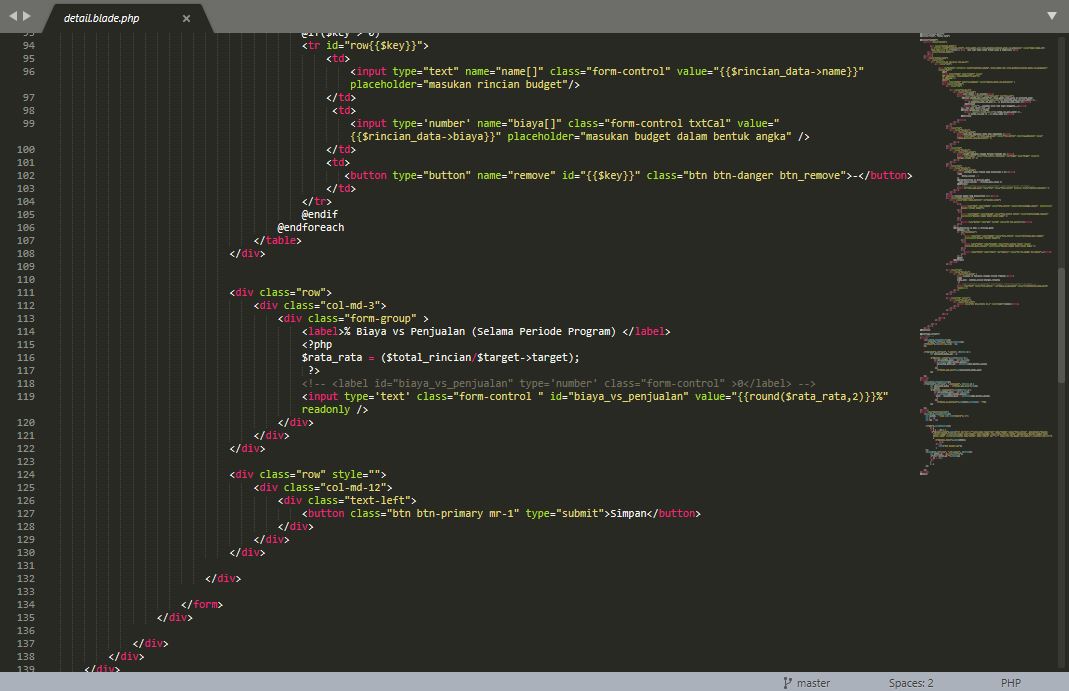 detail.blade.php ×
93 @if($key > 0)
94 <tr id="row{{$key}}">
95 <td>
96 <input type="text" name="name[]" class="form-control" value="{{$rincian_data->name}}"
placeholder="masukan rincian budget"/>
97 </td>
98 <td>
99 <input type='number' name="biaya[]" class="form-control txtCal" value="
{{$rincian_data->biaya}}" placeholder="masukan budget dalam bentuk angka" />
100 </td>
101 <td>
102 <button type="button" name="remove" id="{{$key}}" class="btn btn-danger btn_remove">-</button>
103 </td>
104 </tr>
105 @endif
106 @endforeach
107 </table>
108 </div>
109
110
111 <div class="row">
112 <div class="col-md-3">
113 <div class="form-group" >
114 <label>% Biaya vs Penjualan (Selama Periode Program) </label>
115 <?php
116 $rata_rata = ($total_rincian/$target->target);
117 ?>
118 <!-- <label id="biaya_vs_penjualan" type='number' class="form-control" >0</label> -->
119 <input type='text' class="form-control " id="biaya_vs_penjualan" value="{{round($rata_rata,2)}}%"
readonly />
120 </div>
121 </div>
122 </div>
123
124 <div class="row" style="">
125 <div class="col-md-12">
126 <div class="text-left">
127 <button class="btn btn-primary mr-1" type="submit">Simpan</button>
128 </div>
129 </div>
130 </div>
131
132 </div>
133
134 </form>
135 </div>
136
137 </div>
138 </div>
139 </div>
master Spaces: 2 PHP